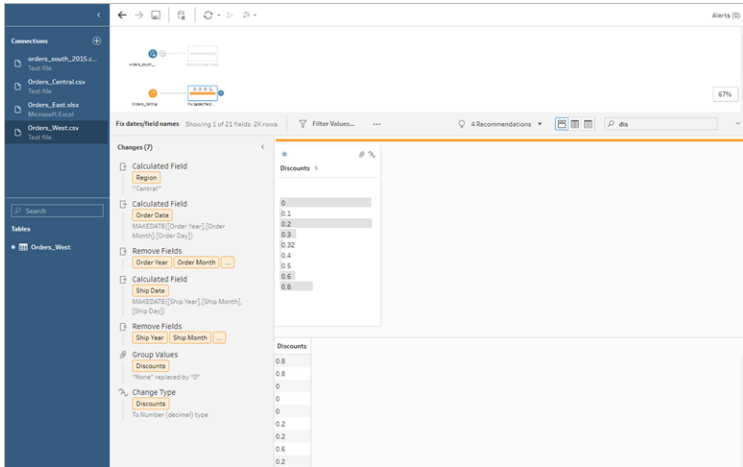 Alerts (0)
Connections
orders_south_2015.c...
Text file
Orders_Central.csv
Text file
Orders_East.xlsx
Microsoft Excel
Orders_West.csv
Text file
Search
Tables
Orders_West
orders_south_...
Orders_Central
Fix dates/field...
67%
Fix dates/field names Showing 1 of 21 fields 2K rows
Filter Values...
...
4 Recommendations
dis
Changes (7)
Calculated Field
Region
"Central"
Calculated Field
Order Date
MAKEDATE([Order Year],[Order
Month],[Order Day])
Remove Fields
Order Year Order Month ...
Calculated Field
Ship Date
MAKEDATE([Ship Year],[Ship Month],
[Ship Day])
Remove Fields
Ship Year Ship Month ...
Group Values
Discounts
"None" replaced by "0"
Change Type
Discounts
To Number (decimal) type
#
Discounts 9
0
0.1
0.2
0.3
0.32
0.4
0.5
0.6
0.8
Discounts
0.8
0.8
0
0
0
0.2
0.2
0.6
0.2